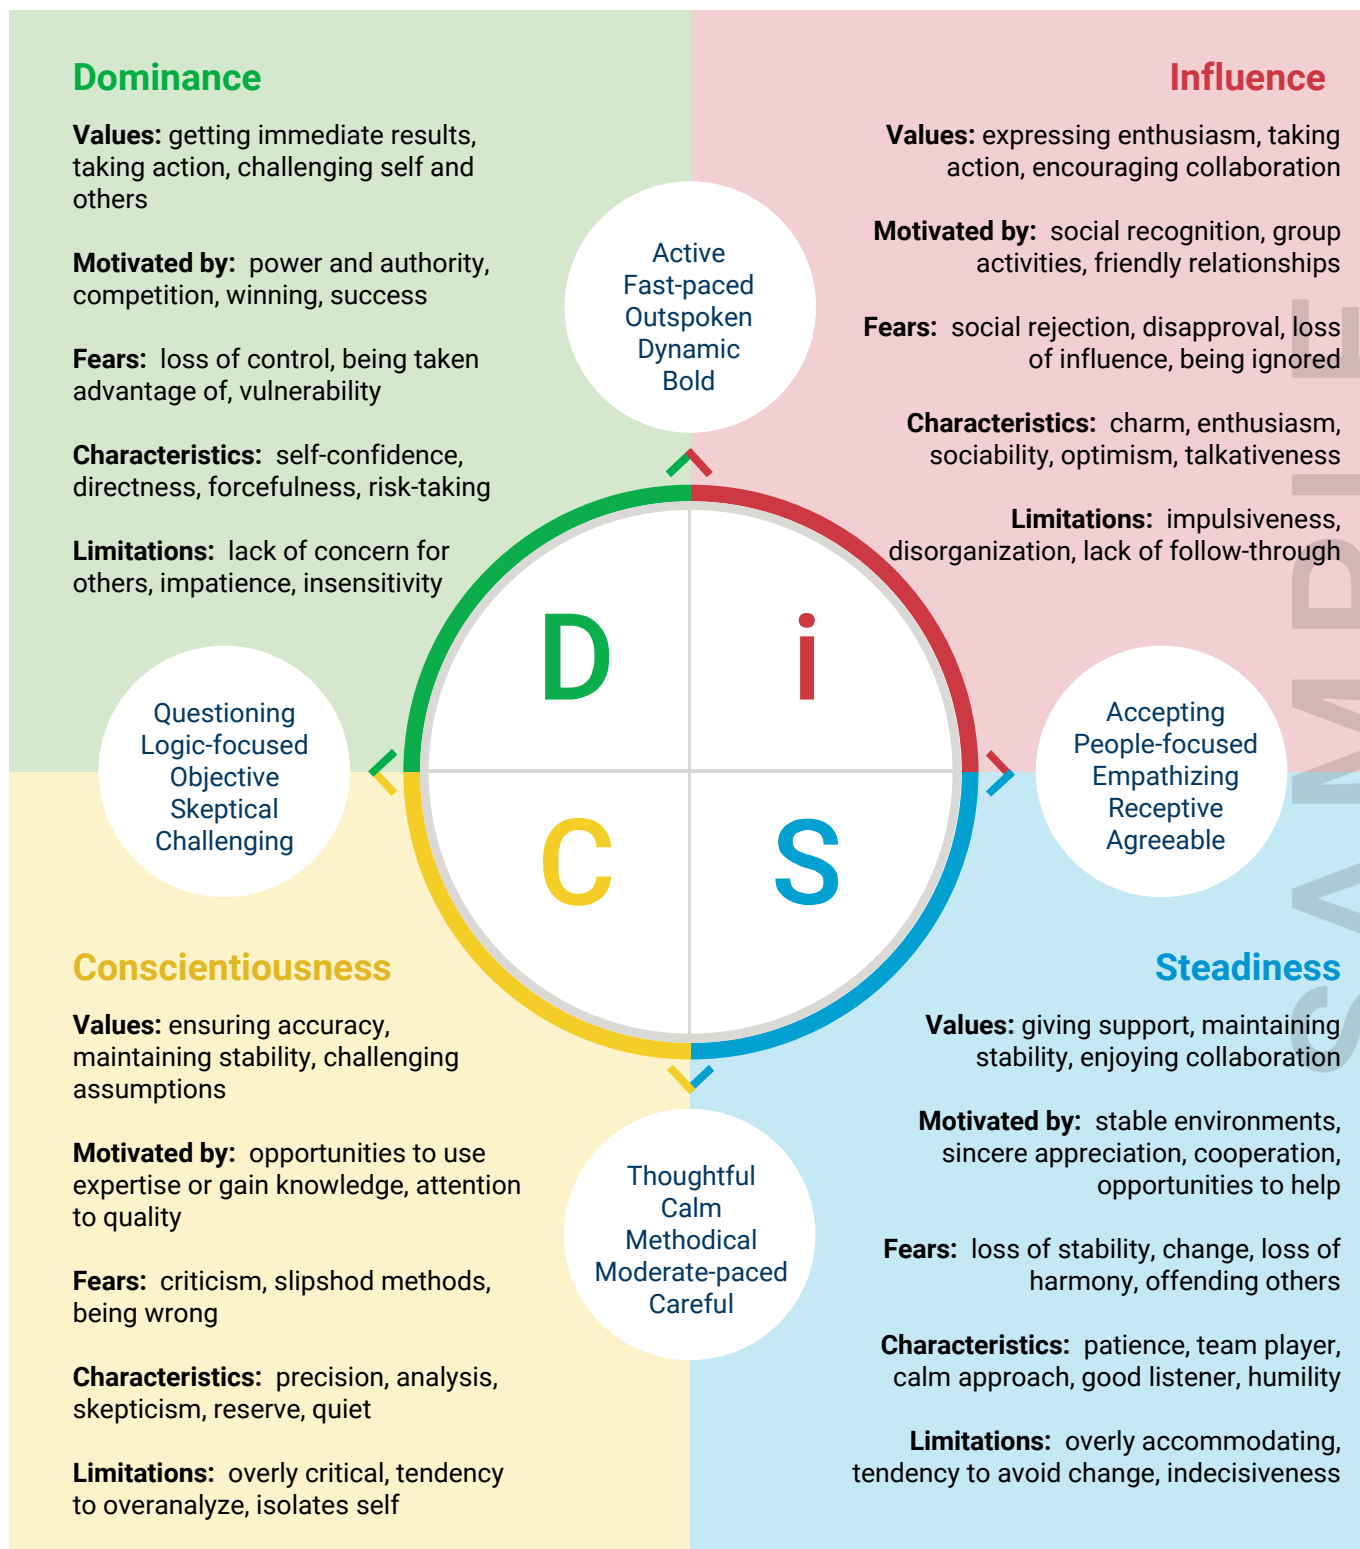 Dominance
Values: getting immediate results,
taking action, challenging self and
others
Motivated by: power and authority,
competition, winning, success
Fears: loss of control, being taken
advantage of, vulnerability
Characteristics: self-confidence,
directness, forcefulness, risk-taking
Limitations: lack of concern for
others, impatience, insensitivity
Active
Fast-paced
Outspoken
Dynamic
Bold
Influence
Values: expressing enthusiasm, taking
action, encouraging collaboration
Motivated by: social recognition, group
activities, friendly relationships
Fears: social rejection, disapproval, loss
of influence, being ignored
Characteristics: charm, enthusiasm,
sociability, optimism, talkativeness
Limitations: impulsiveness,
disorganization, lack of follow-through
D
i
C
S
Questioning
Logic-focused
Objective
Skeptical
Challenging
Accepting
People-focused
Empathizing
Receptive
Agreeable
Conscientiousness
Values: ensuring accuracy,
maintaining stability, challenging
assumptions
Motivated by: opportunities to use
expertise or gain knowledge, attention
to quality
Fears: criticism, slipshod methods,
being wrong
Characteristics: precision, analysis,
skepticism, reserve, quiet
Limitations: overly critical, tendency
to overanalyze, isolates self
Thoughtful
Calm
Methodical
Moderate-paced
Careful
Steadiness
Values: giving support, maintaining
stability, enjoying collaboration
Motivated by: stable environments,
sincere appreciation, cooperation,
opportunities to help
Fears: loss of stability, change, loss of
harmony, offending others
Characteristics: patience, team player,
calm approach, good listener, humility
Limitations: overly accommodating,
tendency to avoid change, indecisiveness
SAMPLE